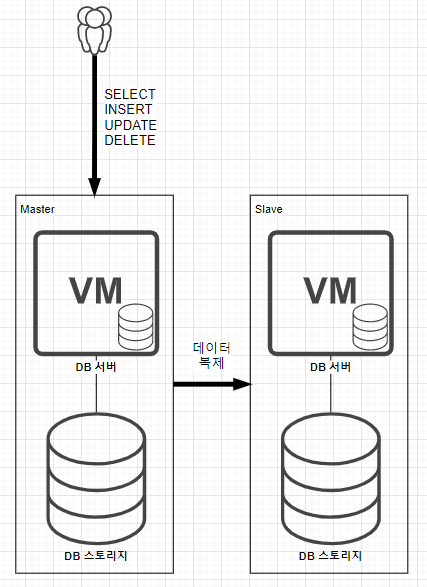 SELECT
INSERT
UPDATE
DELETE
Master
VM
DB 서버
DB 스토리지
데이터
복제
Slave
VM
DB 서버
DB 스토리지